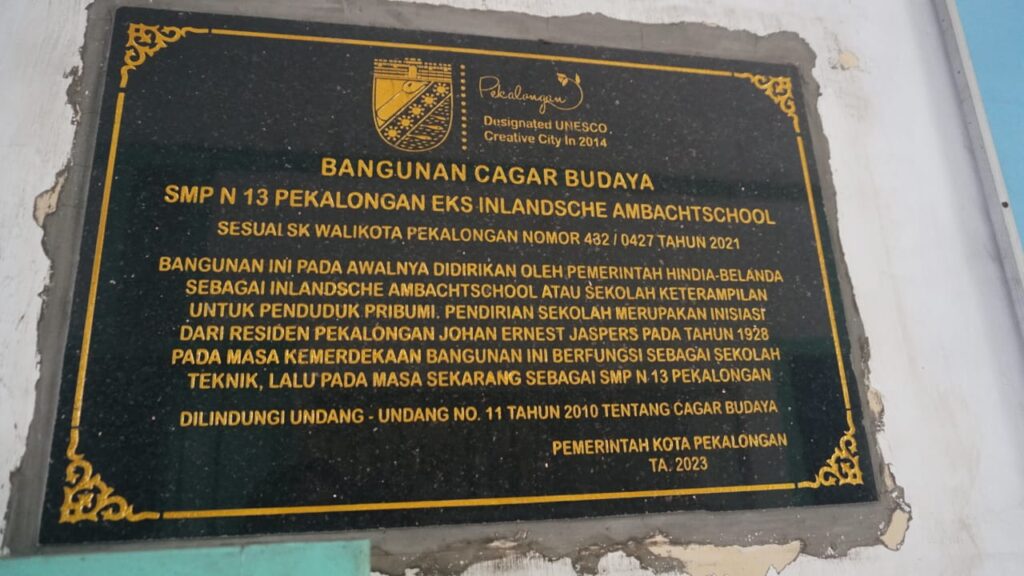 Pekalongan
Designated UNESCO
Creative City In 2014
BANGUNAN CAGAR BUDAYA
SMP N 13 PEKALONGAN EKS INLANDSCHE AMBACHTSCHOOL
SESUAI SK WALIKOTA PEKALONGAN NOMOR 432 / 0427 TAHUN 2021
BANGUNAN INI PADA AWALNYA DIDIRIKAN OLEH PEMERINTAH HINDIA-BELANDA
SEBAGAI INLANDSCHE AMBACHTSCHOOL ATAU SEKOLAH KETERAMPILAN
UNTUK PENDUDUK PRIBUMI. PENDIRIAN SEKOLAH MERUPAKAN INISIASI
DARI RESIDEN PEKALONGAN JOHAN ERNEST JASPERS PADA TAHUN 1928
PADA MASA KEMERDEKAAN BANGUNAN INI BERFUNGSI SEBAGAI SEKOLAH
TEKNIK, LALU PADA MASA SEKARANG SEBAGAI SMP N 13 PEKALONGAN
DILINDUNGI UNDANG - UNDANG NO. 11 TAHUN 2010 TENTANG CAGAR BUDAYA
PEMERINTAH KOTA PEKALONGAN
TA. 2023